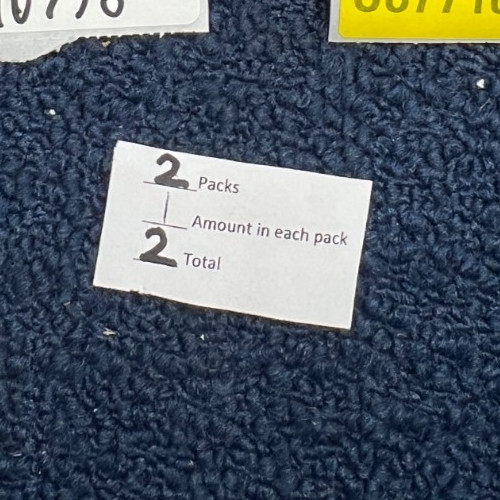 2 Packs
1 Amount in each pack
2 Total